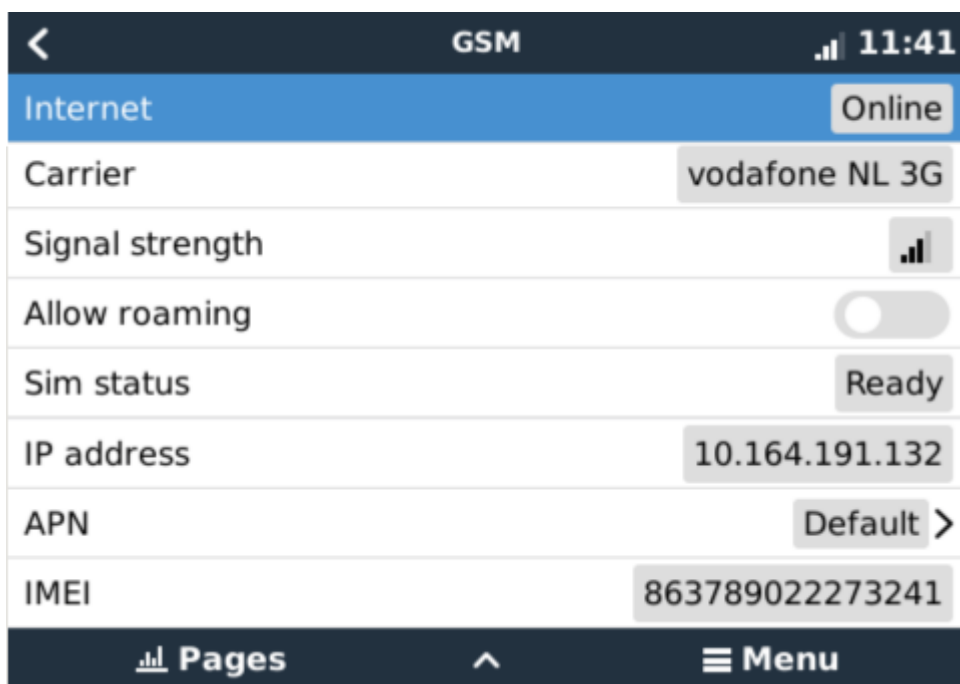 GSM 11:41
Internet Online
Carrier vodafone NL 3G
Signal strength
Allow roaming
Sim status Ready
IP address 10.164.191.132
APN Default
IMEI 863789022273241
Pages Menu